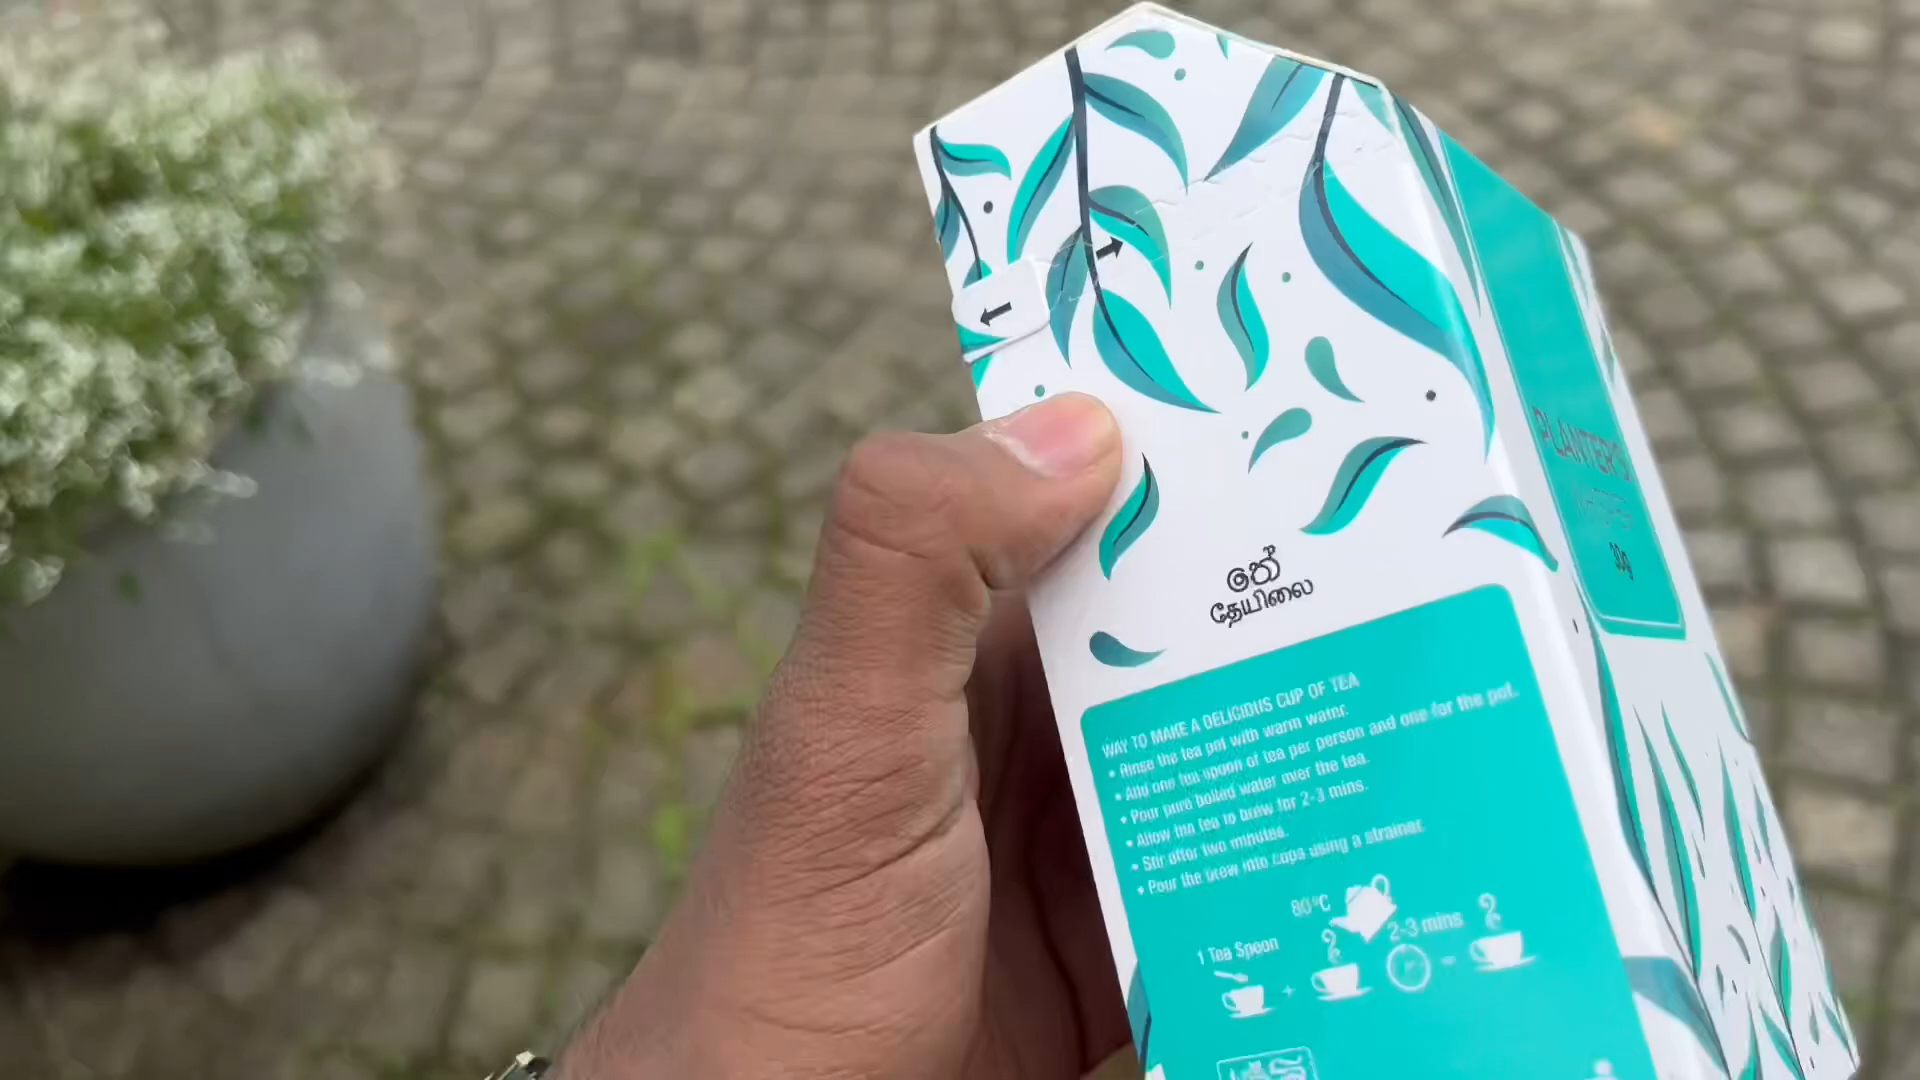 තේ
தேயிலை
WAY TO MAKE A DELICIOUS CUP OF TEA
• Rinse the tea pot with warm water.
• Add one tea spoon of tea per person and one for the pot.
• Pour pure boiled water over the tea.
• Allow the tea to brew for 2-3 mins.
• Stir after two minutes.
• Pour the brew into cups using a strainer.
80°C
1 Tea Spoon
2-3 mins
PLANTER'S
30g